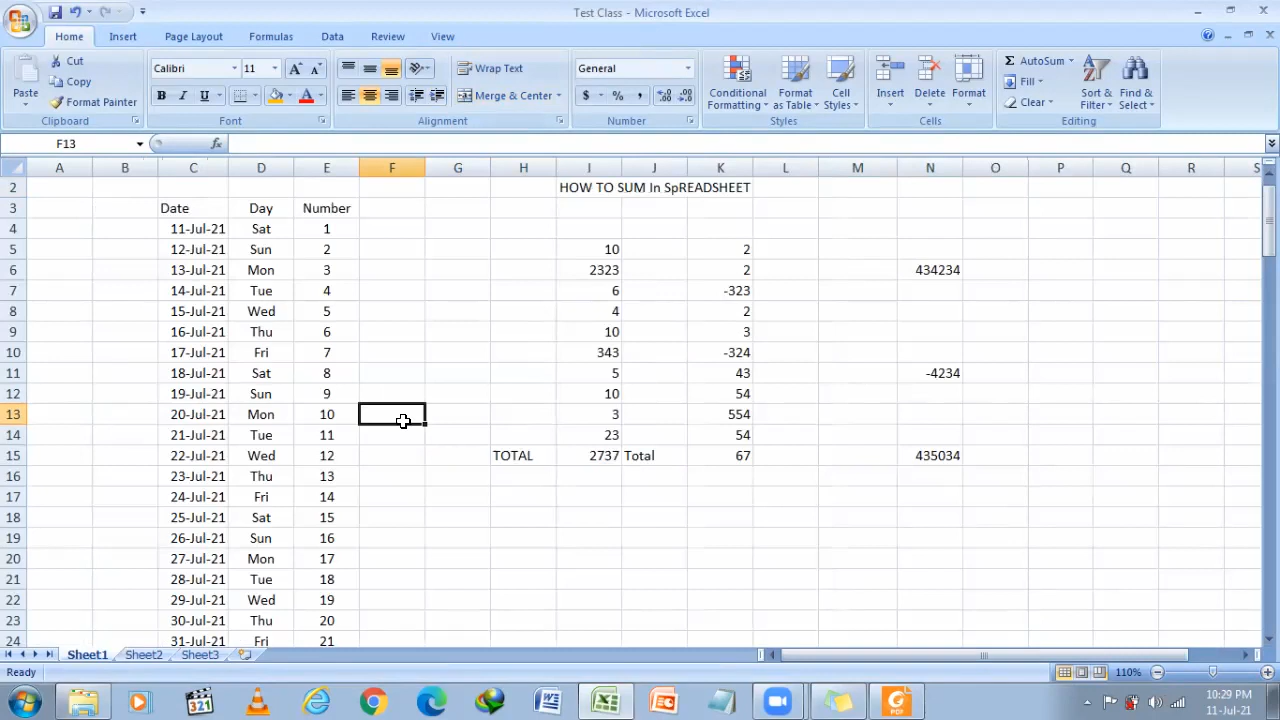 Test Class - Microsoft Excel
Home Insert Page Layout Formulas Data Review View
Paste
Cut
Copy
Format Painter
Clipboard
Calibri 11
B I U
A A
Font
Wrap Text
Merge & Center
Alignment
General
$ % ,
Number
Conditional Formatting
Format as Table
Cell Styles
Styles
Insert Delete Format
Cells
AutoSum
Fill
Clear
Sort & Filter
Find & Select
Editing
F13 fx
A B C D E F G H I J K L M N O P Q R S
2 HOW TO SUM In SpREADSHEET
3 Date Day Number
4 11-Jul-21 Sat 1
5 12-Jul-21 Sun 2 10 2
6 13-Jul-21 Mon 3 2323 2 434234
7 14-Jul-21 Tue 4 6 -323
8 15-Jul-21 Wed 5 4 2
9 16-Jul-21 Thu 6 10 3
10 17-Jul-21 Fri 7 343 -324
11 18-Jul-21 Sat 8 5 43 -4234
12 19-Jul-21 Sun 9 10 54
13 20-Jul-21 Mon 10 3 554
14 21-Jul-21 Tue 11 23 54
15 22-Jul-21 Wed 12 TOTAL 2737 Total 67 435034
16 23-Jul-21 Thu 13
17 24-Jul-21 Fri 14
18 25-Jul-21 Sat 15
19 26-Jul-21 Sun 16
20 27-Jul-21 Mon 17
21 28-Jul-21 Tue 18
22 29-Jul-21 Wed 19
23 30-Jul-21 Thu 20
24 31-Jul-21 Fri 21
Sheet1 Sheet2 Sheet3
Ready 110%
321
PDF
10:29 PM
11-Jul-21